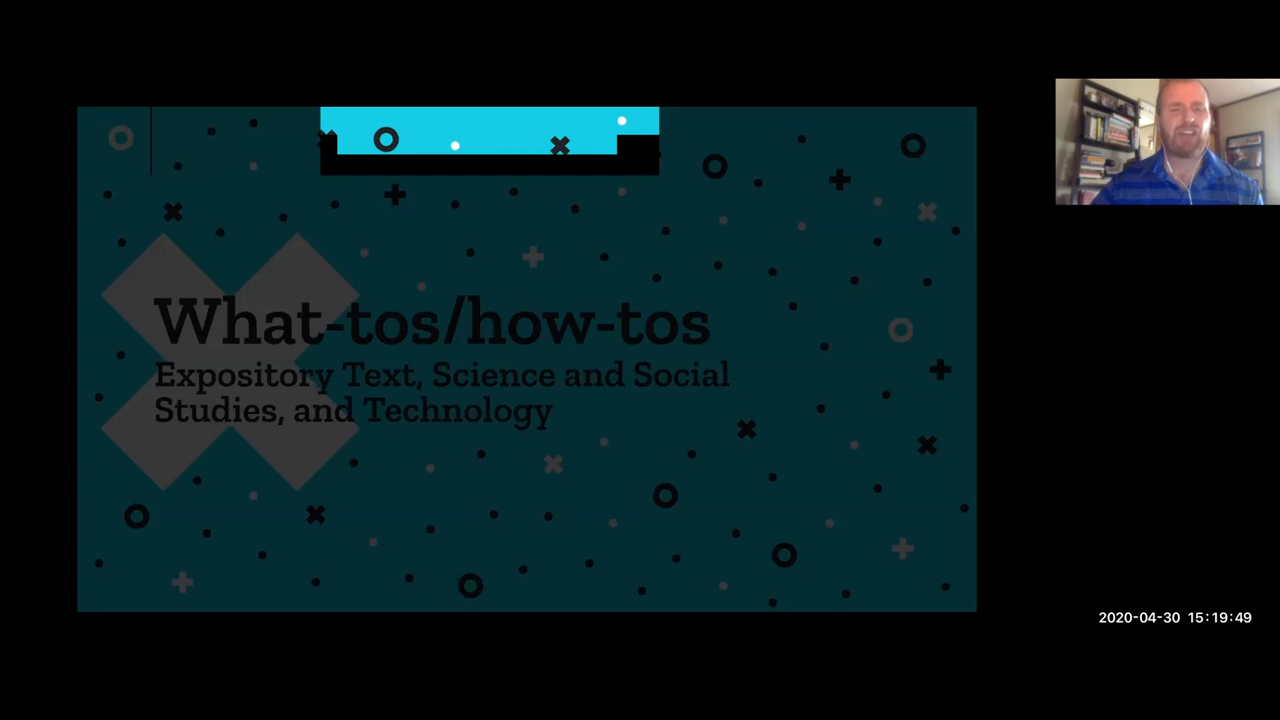 What-tos/how-tos
Expository Text, Science and Social
Studies, and Technology
2020-04-30 15:19:49